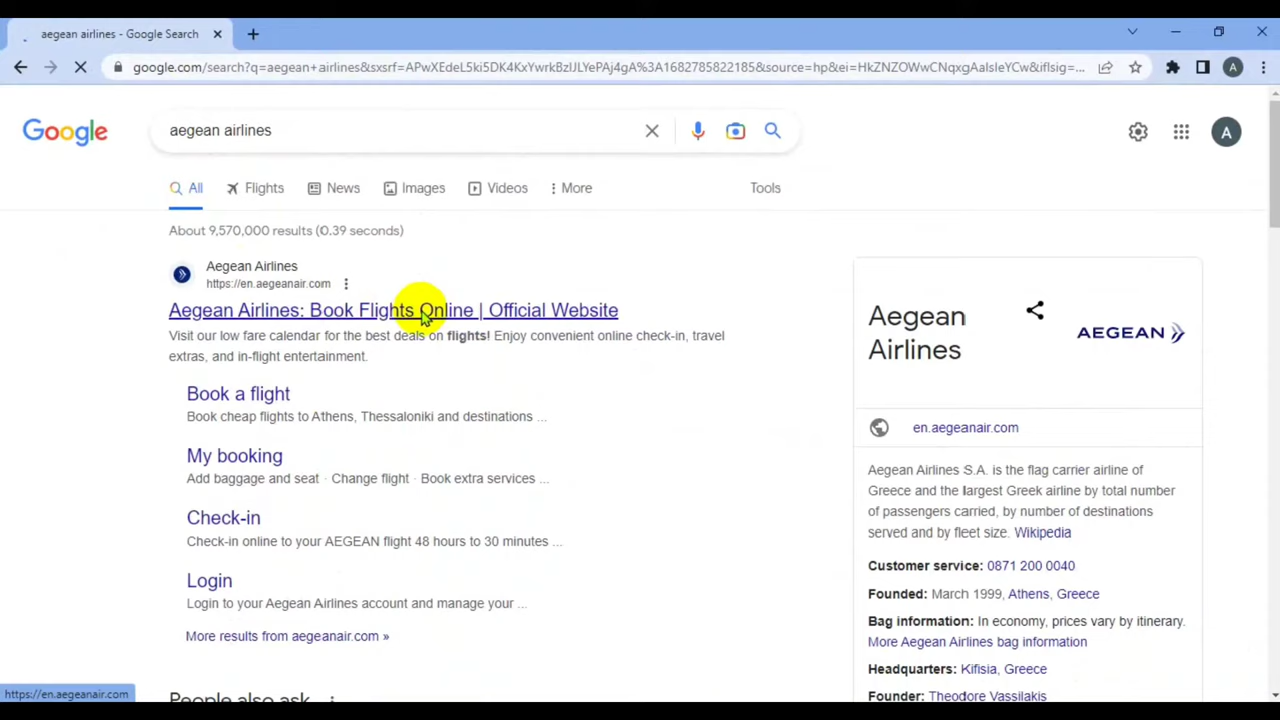 aegean airlines - Google Search
google.com/search?q=aegean+airlines&sxsrf=APwXEdeL5ki5DK4KxYwrkBzIJLYePAj4gA%3A1682785822185&source=hp&ei=HkZNZOWwCNqxgAaIsleYCw&iflsig=...
A
Google
aegean airlines
A
All
Flights
News
Images
Videos
More
Tools
About 9,570,000 results (0.39 seconds)
Aegean Airlines
https://en.aegeanair.com
Aegean Airlines: Book Flights Online | Official Website
Visit our low fare calendar for the best deals on flights! Enjoy convenient online check-in, travel
extras, and in-flight entertainment.
Book a flight
Book cheap flights to Athens, Thessaloniki and destinations ...
My booking
Add baggage and seat · Change flight · Book extra services ...
Check-in
Check-in online to your AEGEAN flight 48 hours to 30 minutes ...
Login
Login to your Aegean Airlines account and manage your ...
More results from aegeanair.com »
People also ask
Aegean
Airlines
AEGEAN
en.aegeanair.com
Aegean Airlines S.A. is the flag carrier airline of
Greece and the largest Greek airline by total number
of passengers carried, by number of destinations
served and by fleet size. Wikipedia
Customer service: 0871 200 0040
Founded: March 1999, Athens, Greece
Bag information: In economy, prices vary by itinerary.
More Aegean Airlines bag information
Headquarters: Kifisia, Greece
Founder: Theodore Vassilakis
https://en.aegeanair.com